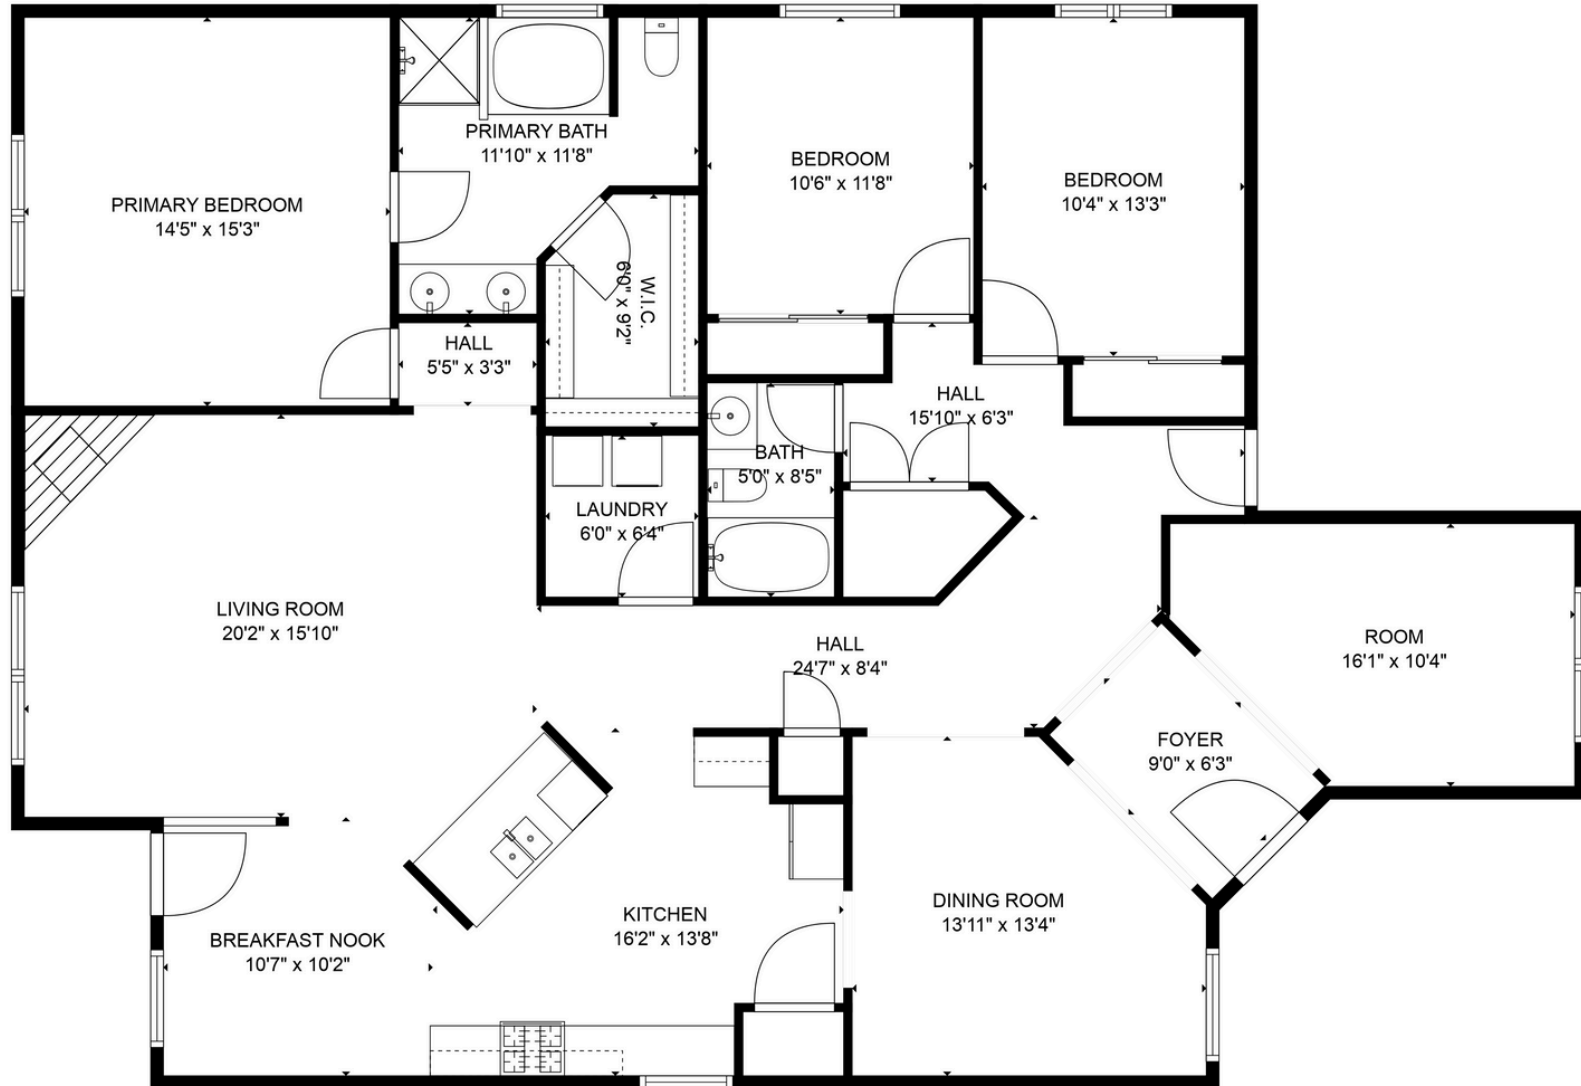 PRIMARY BEDROOM
14'5" x 15'3"
PRIMARY BATH
11'10" x 11'8"
BEDROOM
10'6" x 11'8"
BEDROOM
10'4" x 13'3"
W.I.C.
6'0" x 9'2"
HALL
5'5" x 3'3"
HALL
15'10" x 6'3"
BATH
5'0" x 8'5"
LAUNDRY
6'0" x 6'4"
LIVING ROOM
20'2" x 15'10"
HALL
24'7" x 8'4"
ROOM
16'1" x 10'4"
FOYER
9'0" x 6'3"
BREAKFAST NOOK
10'7" x 10'2"
KITCHEN
16'2" x 13'8"
DINING ROOM
13'11" x 13'4"